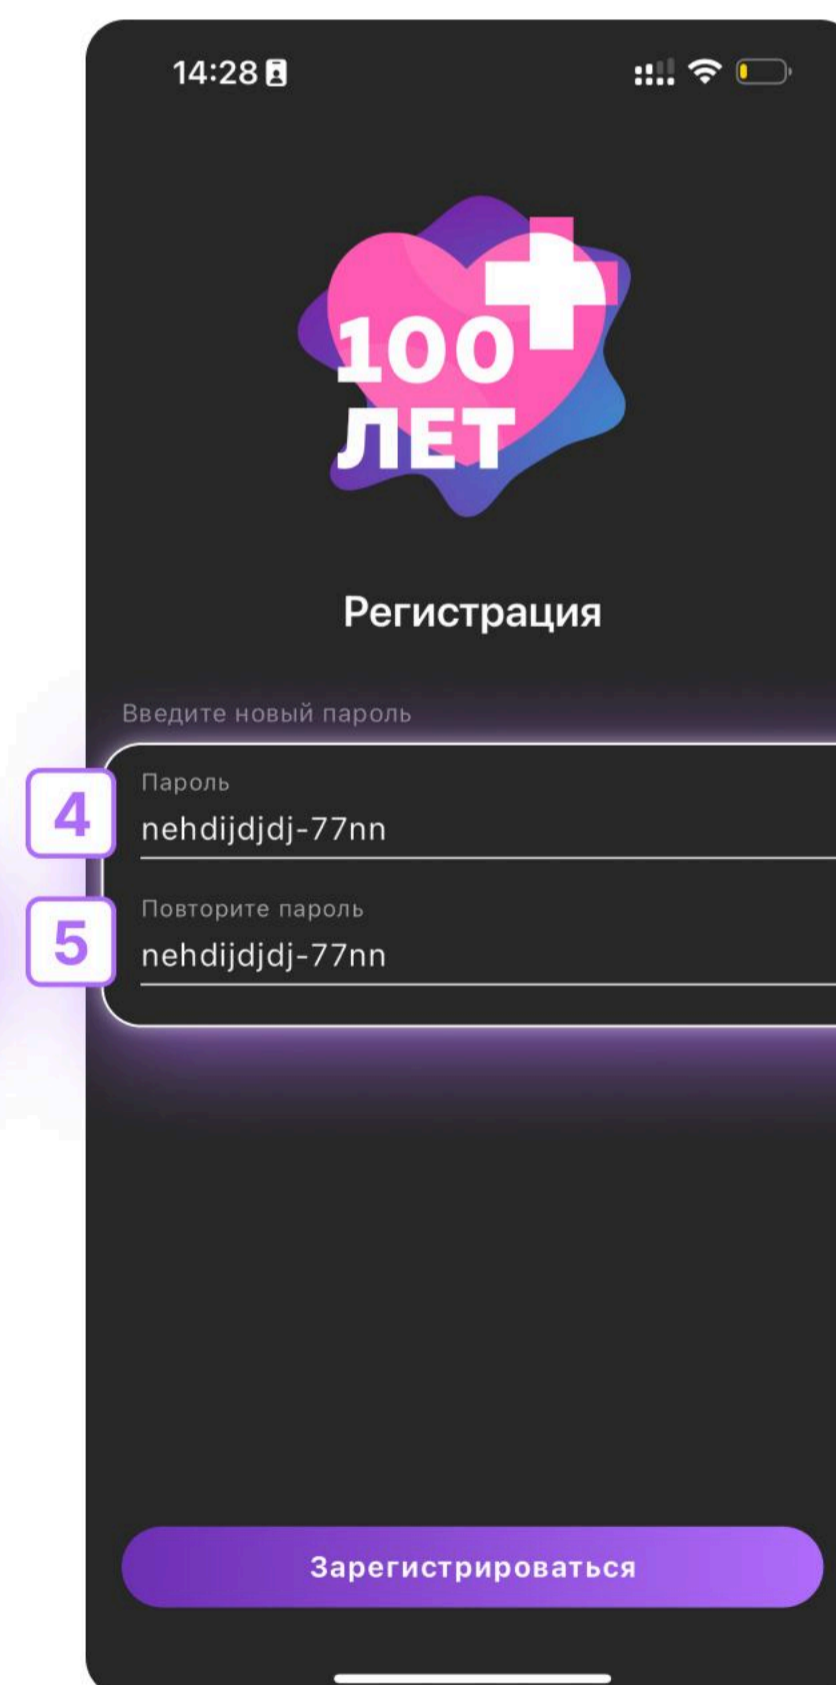 14:28
100
ЛЕТ
Регистрация
Введите новый пароль
4
Пароль
nehdijdjdj-77nn
5
Повторите пароль
nehdijdjdj-77nn
Зарегистрироваться